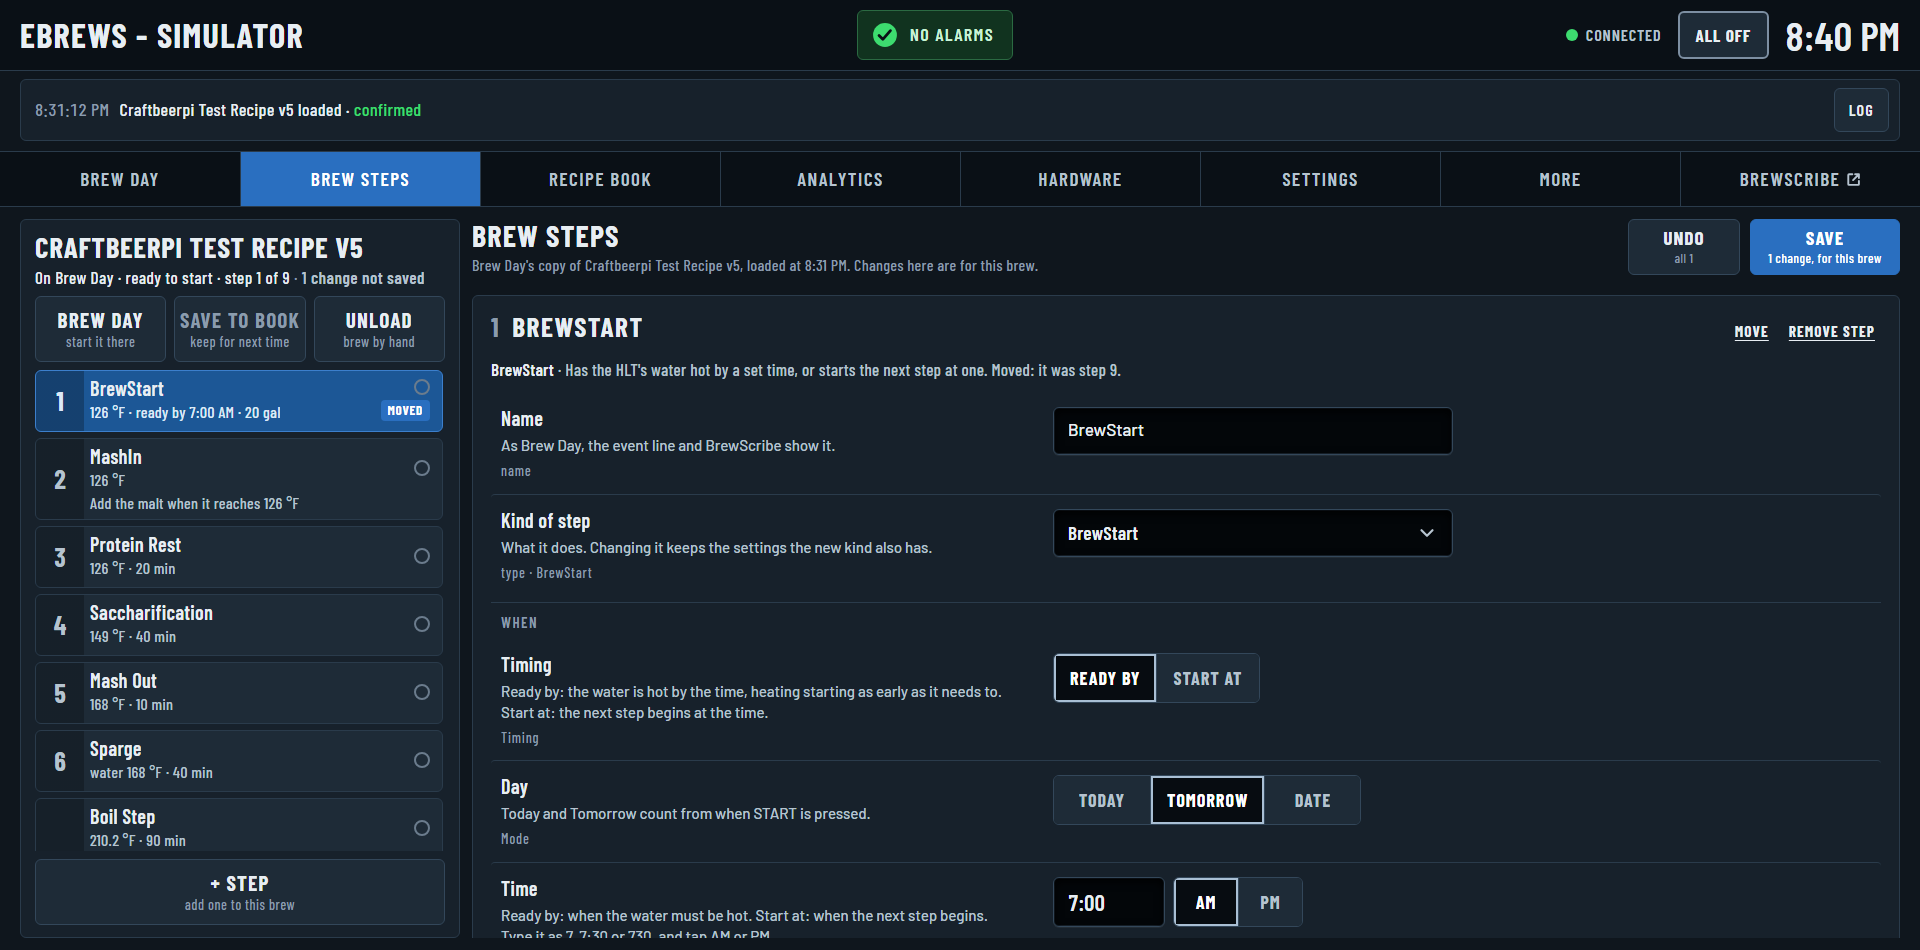 EBREWS - SIMULATOR
NO ALARMS
CONNECTED
ALL OFF
8:40 PM
8:31:12 PM Craftbeerpi Test Recipe v5 loaded · confirmed
LOG
BREW DAY
BREW STEPS
RECIPE BOOK
ANALYTICS
HARDWARE
SETTINGS
MORE
BREWSCRIBE
CRAFTBEERPI TEST RECIPE V5
On Brew Day · ready to start · step 1 of 9 · 1 change not saved
BREW DAY
start it there
SAVE TO BOOK
keep for next time
UNLOAD
brew by hand
1
BrewStart
126 °F · ready by 7:00 AM · 20 gal
MOVED
2
MashIn
126 °F
Add the malt when it reaches 126 °F
3
Protein Rest
126 °F · 20 min
4
Saccharification
149 °F · 40 min
5
Mash Out
168 °F · 10 min
6
Sparge
water 168 °F · 40 min
Boil Step
210.2 °F · 90 min
+ STEP
add one to this brew
BREW STEPS
Brew Day's copy of Craftbeerpi Test Recipe v5, loaded at 8:31 PM. Changes here are for this brew.
UNDO
all 1
SAVE
1 change, for this brew
1 BREWSTART
MOVE
REMOVE STEP
BrewStart · Has the HLT's water hot by a set time, or starts the next step at one. Moved: it was step 9.
Name
As Brew Day, the event line and BrewScribe show it.
name
BrewStart
Kind of step
What it does. Changing it keeps the settings the new kind also has.
type · BrewStart
BrewStart
WHEN
Timing
Ready by: the water is hot by the time, heating starting as early as it needs to.
Start at: the next step begins at the time.
Timing
READY BY
START AT
Day
Today and Tomorrow count from when START is pressed.
Mode
TODAY
TOMORROW
DATE
Time
Ready by: when the water must be hot. Start at: when the next step begins.
Type it as 7, 7:30 or 730, and tap AM or PM.
7:00
AM
PM